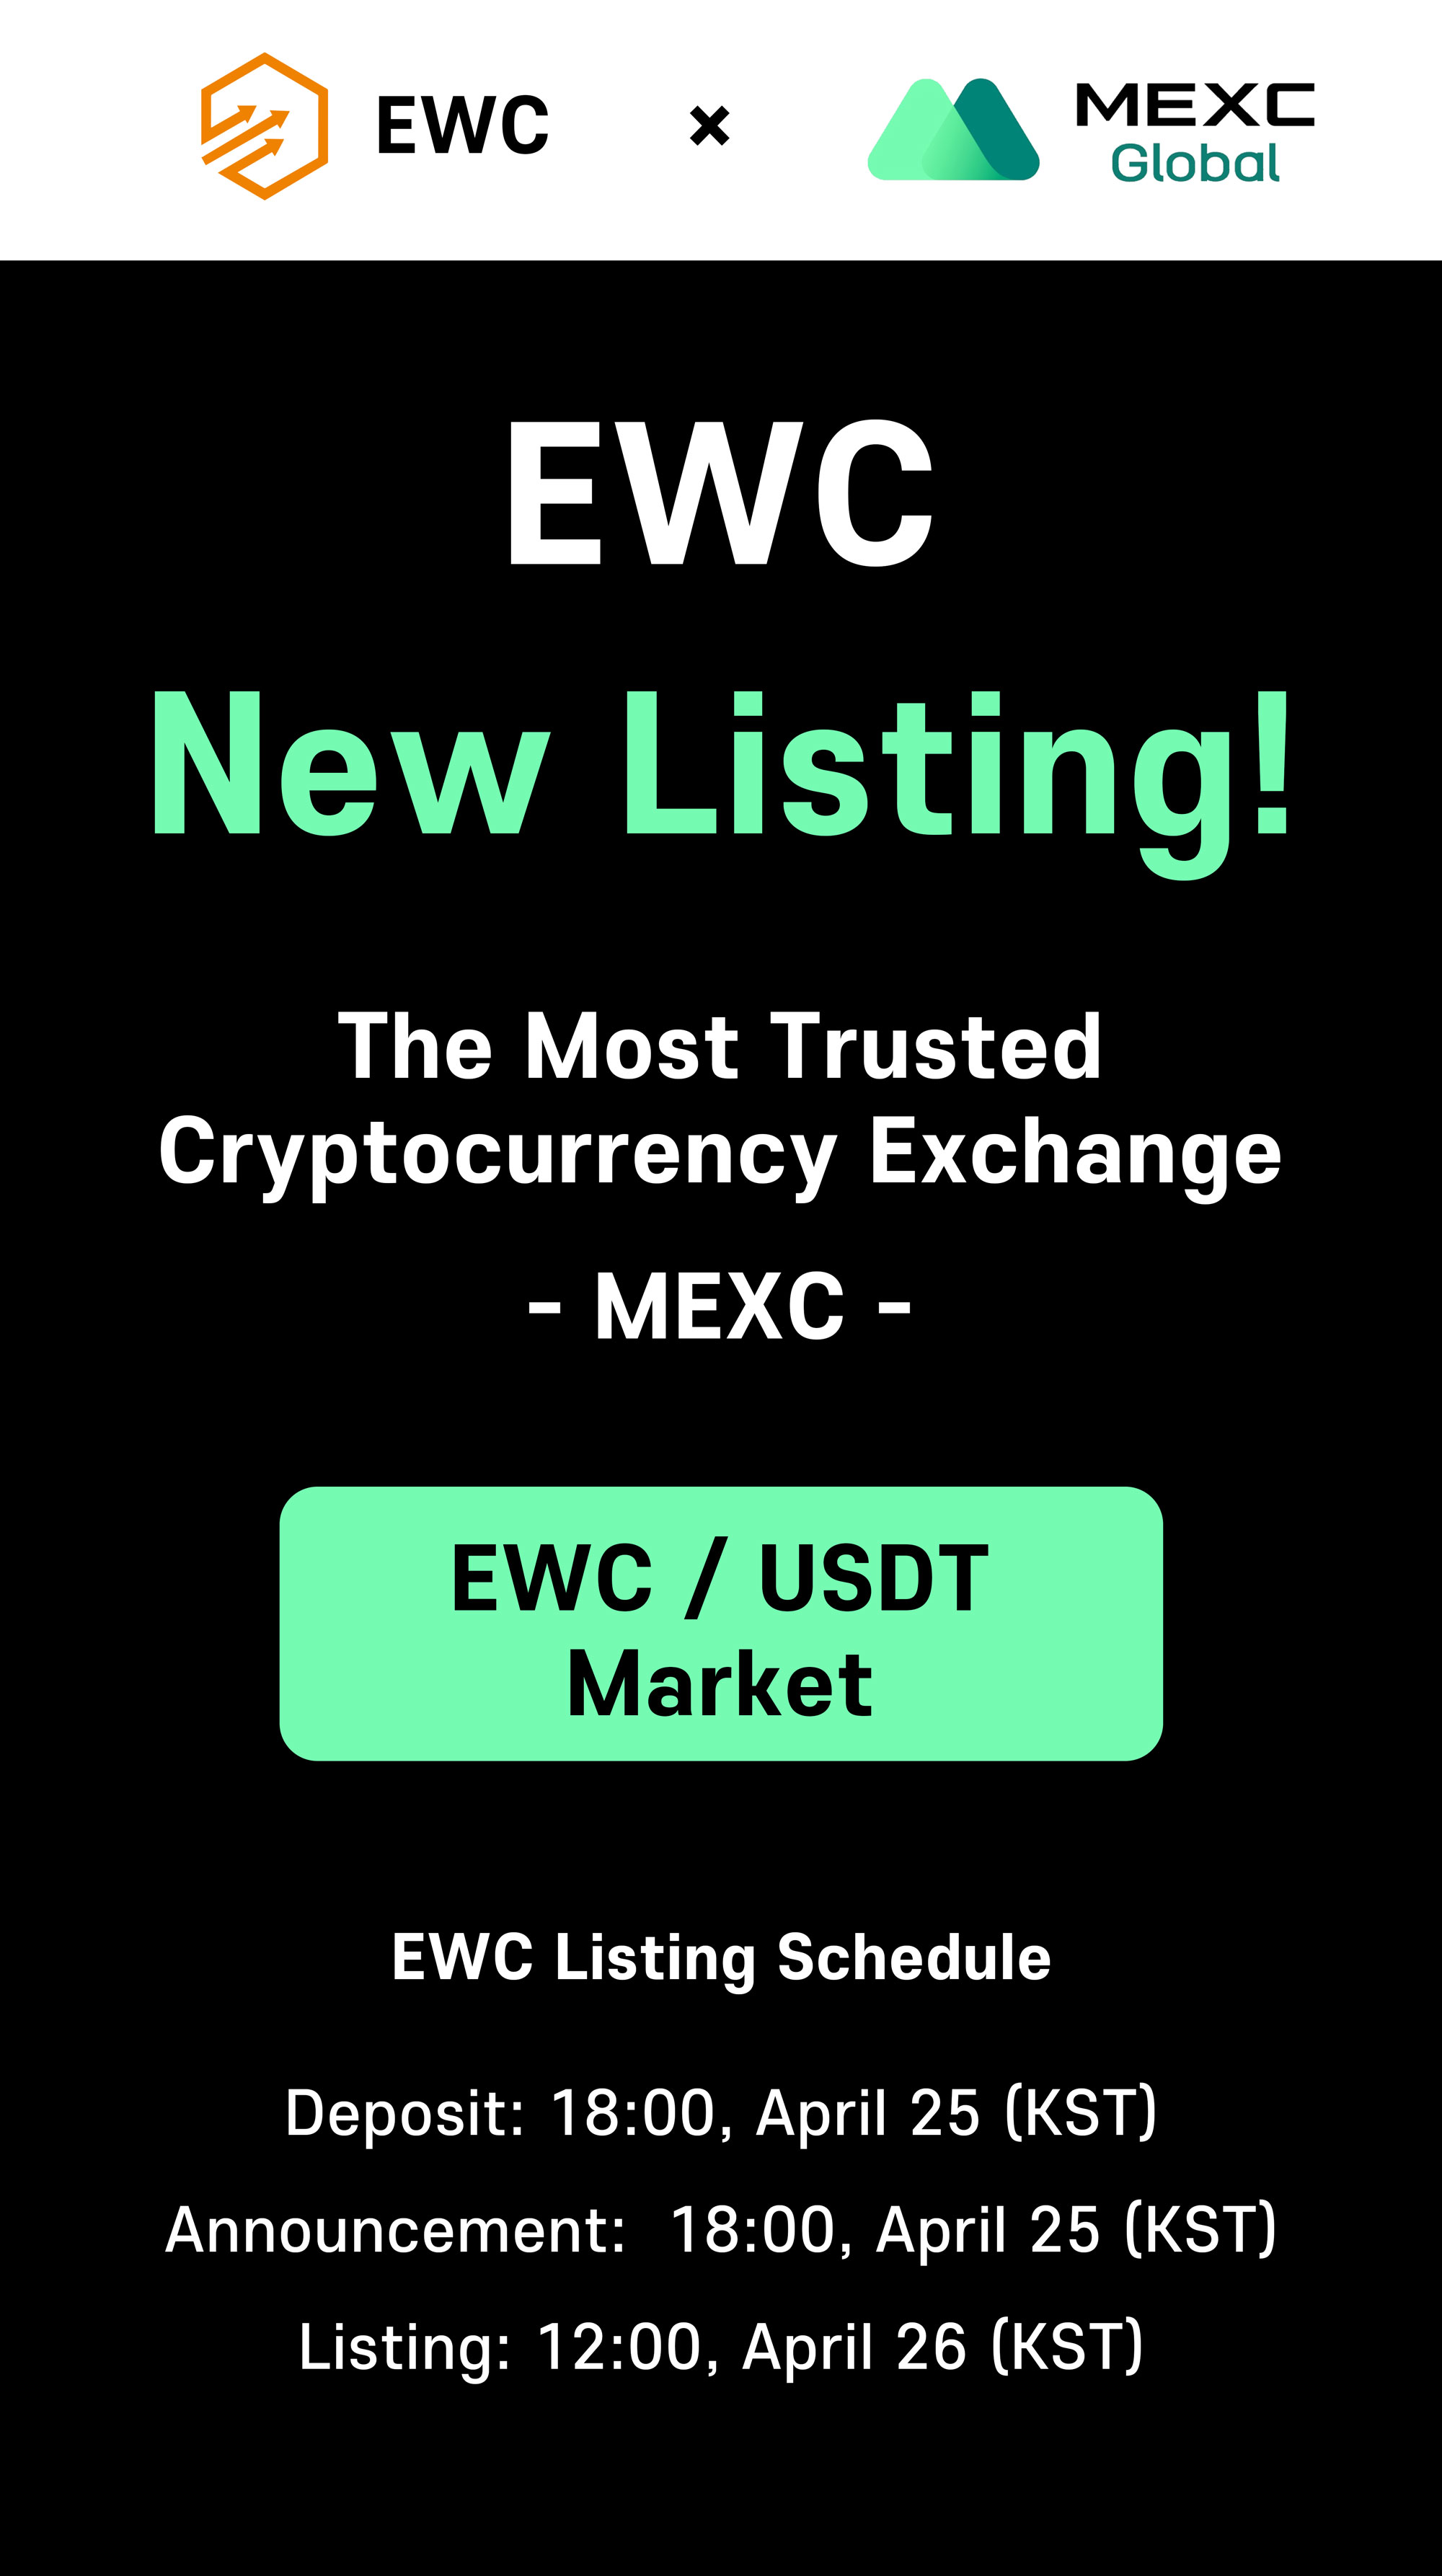 EWC × MEXC
Global
EWC
New Listing!
The Most Trusted
Cryptocurrency Exchange
- MEXC -
EWC / USDT
Market
EWC Listing Schedule
Deposit: 18:00, April 25 (KST)
Announcement: 18:00, April 25 (KST)
Listing: 12:00, April 26 (KST)